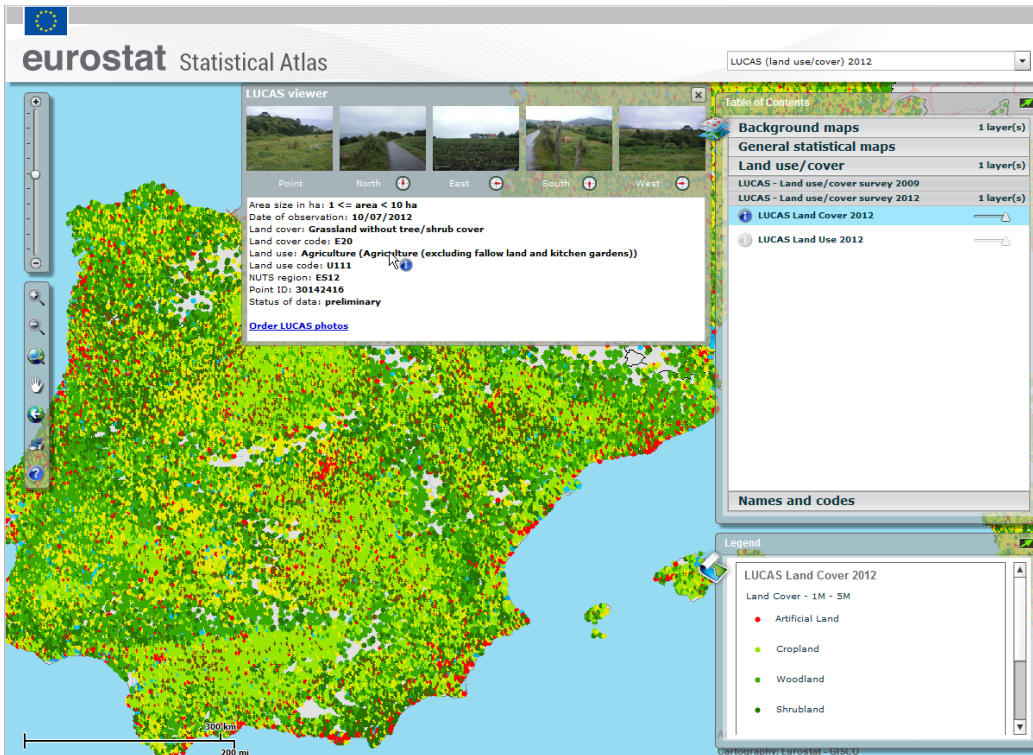 eurostat Statistical Atlas
LUCAS (land use/cover) 2012
LUCAS viewer
Point North East South West
Area size in ha: 1 <= area < 10 ha
Date of observation: 10/07/2012
Land cover: Grassland without tree/shrub cover
Land cover code: E20
Land use: Agriculture (Agriculture (excluding fallow land and kitchen gardens))
Land use code: U111
NUTS region: ES12
Point ID: 30142416
Status of data: preliminary
Order LUCAS photos
Table of Contents
Background maps 1 layer(s)
General statistical maps
Land use/cover 1 layer(s)
LUCAS - Land use/cover survey 2009
LUCAS - Land use/cover survey 2012 1 layer(s)
LUCAS Land Cover 2012
LUCAS Land Use 2012
Names and codes
Legend
LUCAS Land Cover 2012
Land Cover - 1M - 5M
Artificial Land
Cropland
Woodland
Shrubland
300 km
200 mi
Cartography: Eurostat - GISCO